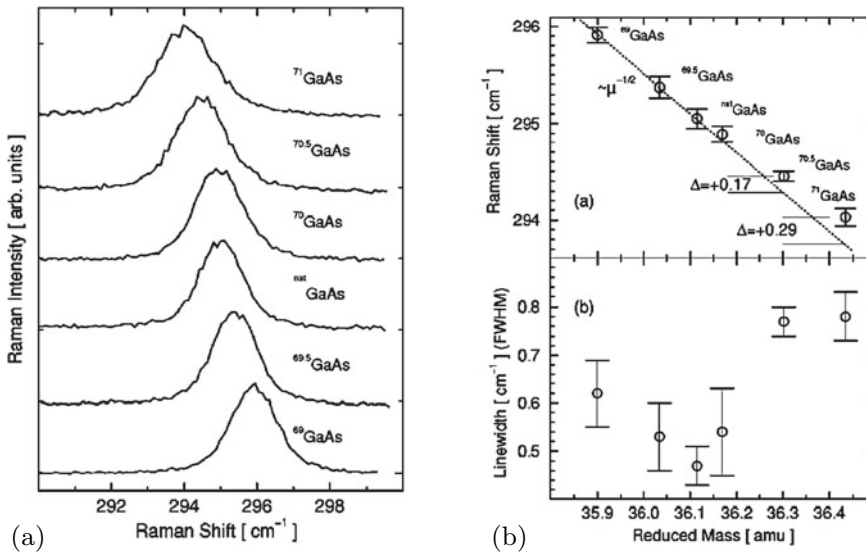 71GaAs
70.5GaAs
70GaAs
nat
GaAs
69.5GaAs
69GaAs
Raman Intensity [ arb. units ]
292 294 296 298
Raman Shift [ cm⁻¹ ]
(a)
296
295
294
Raman Shift [ cm⁻¹ ]
69GaAs
69.5GaAs
natGaAs
70GaAs
70.5GaAs
71GaAs
~μ⁻¹/²
Δ=+0.17
Δ=+0.29
(a)
(b)
0.8
0.7
0.6
0.5
Linewidth [ cm⁻¹ ] (FWHM)
35.9 36.0 36.1 36.2 36.3 36.4
Reduced Mass [ amu ]
(b)